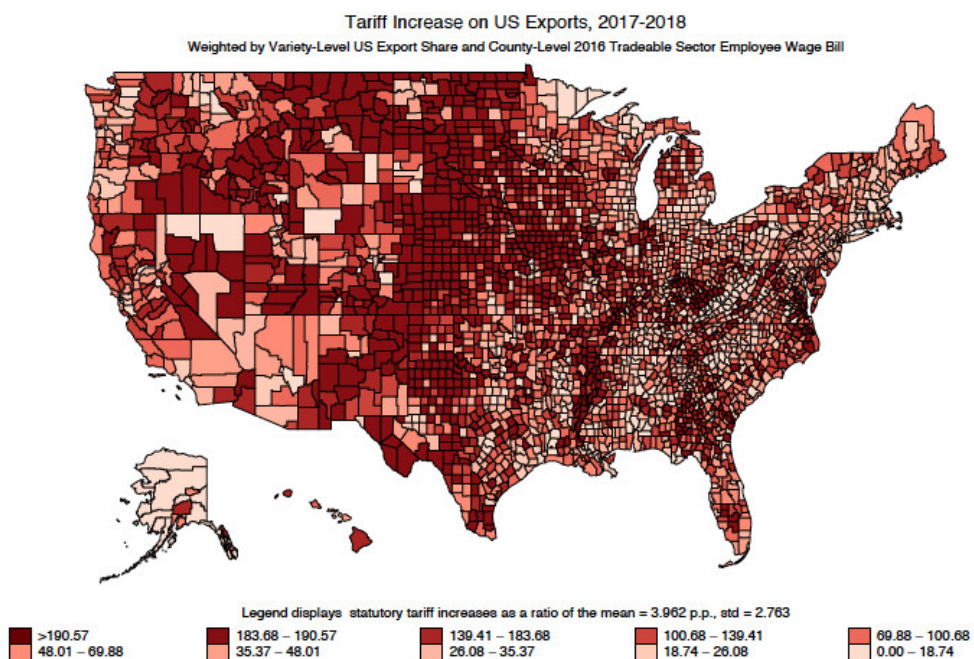 Tariff Increase on US Exports, 2017-2018
Weighted by Variety-Level US Export Share and County-Level 2016 Tradeable Sector Employee Wage Bill
Legend displays statutory tariff increases as a ratio of the mean = 3.962 p.p., std = 2.763
>190.57 183.68 – 190.57 139.41 – 183.68 100.68 – 139.41 69.88 – 100.68
48.01 – 69.88 35.37 – 48.01 26.08 – 35.37 18.74 – 26.08 0.00 – 18.74